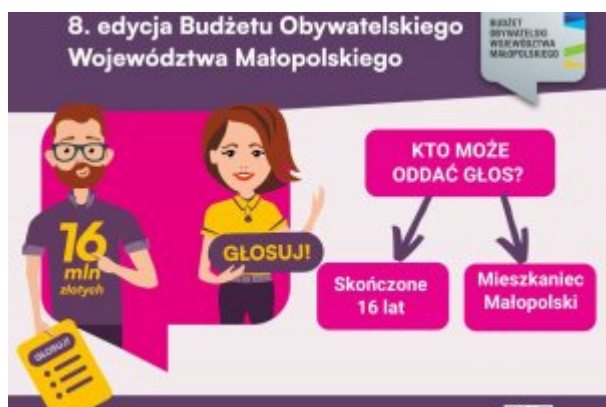 8. edycja Budżetu Obywatelskiego
Województwa Małopolskiego
BUDŻET
OBYWATELSKI
WOJEWÓDZTWA
MAŁOPOLSKIEGO
KTO MOŻE
ODDAĆ GŁOS?
16
mln
złotych
GŁOSUJ!
Skończone
16 lat
Mieszkaniec
Małopolski
GŁOSUJ!